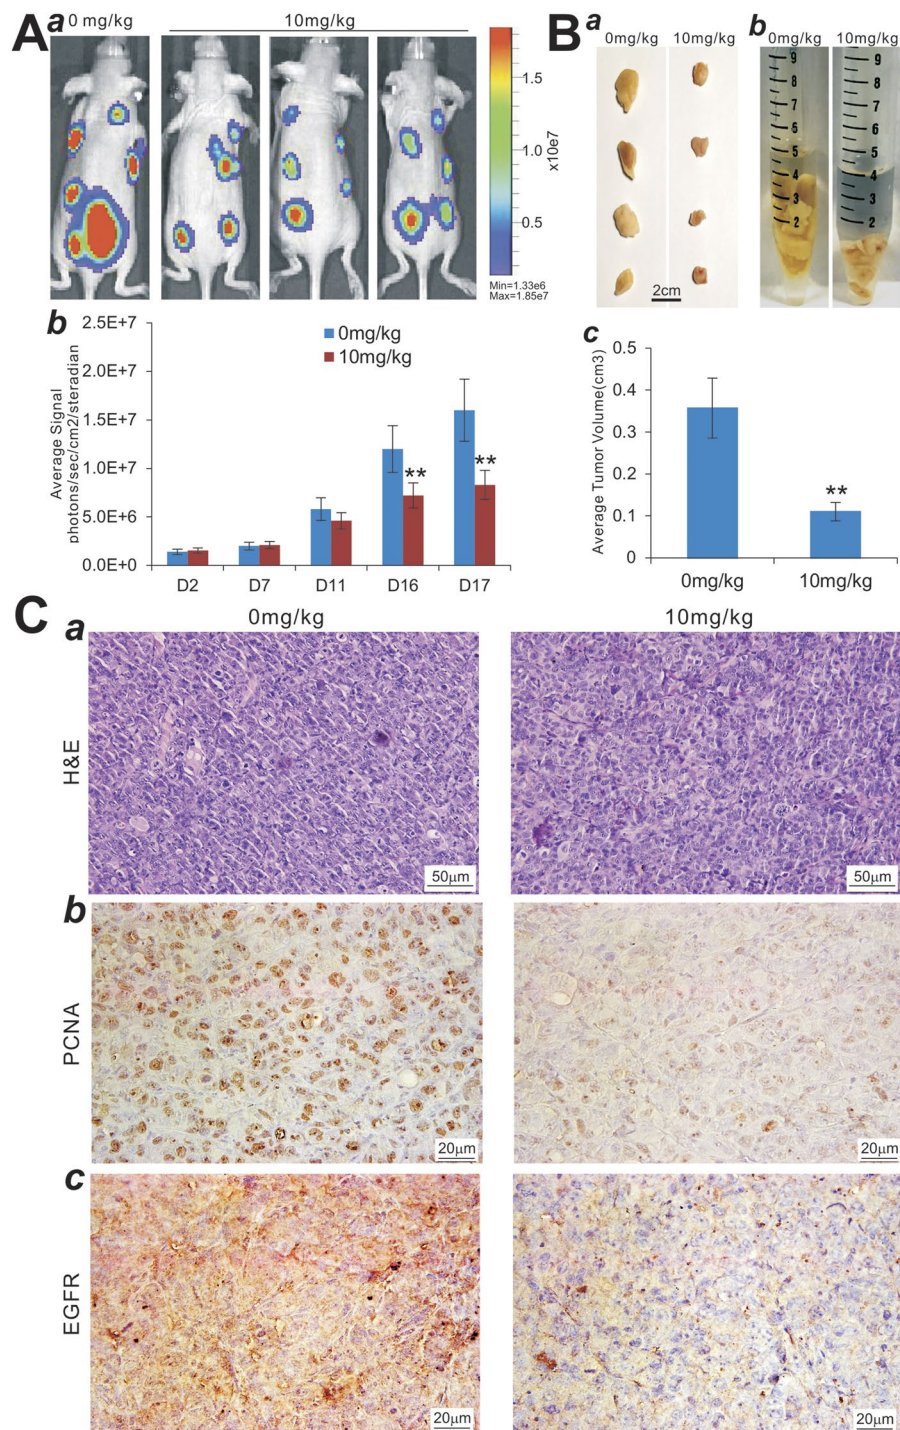 A
a
0 mg/kg
10mg/kg
1.5
1.0
0.5
x10e7
Min=1.33e6
Max=1.85e7
b
2.5E+7
2.0E+7
1.5E+7
1.0E+7
5.0E+6
0.0E+0
Average Signal
photons/sec/cm2/steradian
0mg/kg
10mg/kg
**
**
D2
D7
D11
D16
D17
B
a
0mg/kg
10mg/kg
2cm
b
0mg/kg
10mg/kg
9
8
7
5
5
4
3
2
9
8
7
6
5
4
3
2
c
0.5
0.4
0.3
0.2
0.1
0
Average Tumor Volume(cm3)
**
0mg/kg
10mg/kg
C
0mg/kg
10mg/kg
a
H&E
50μm
50μm
b
PCNA
20μm
20μm
c
EGFR
20μm
20μm